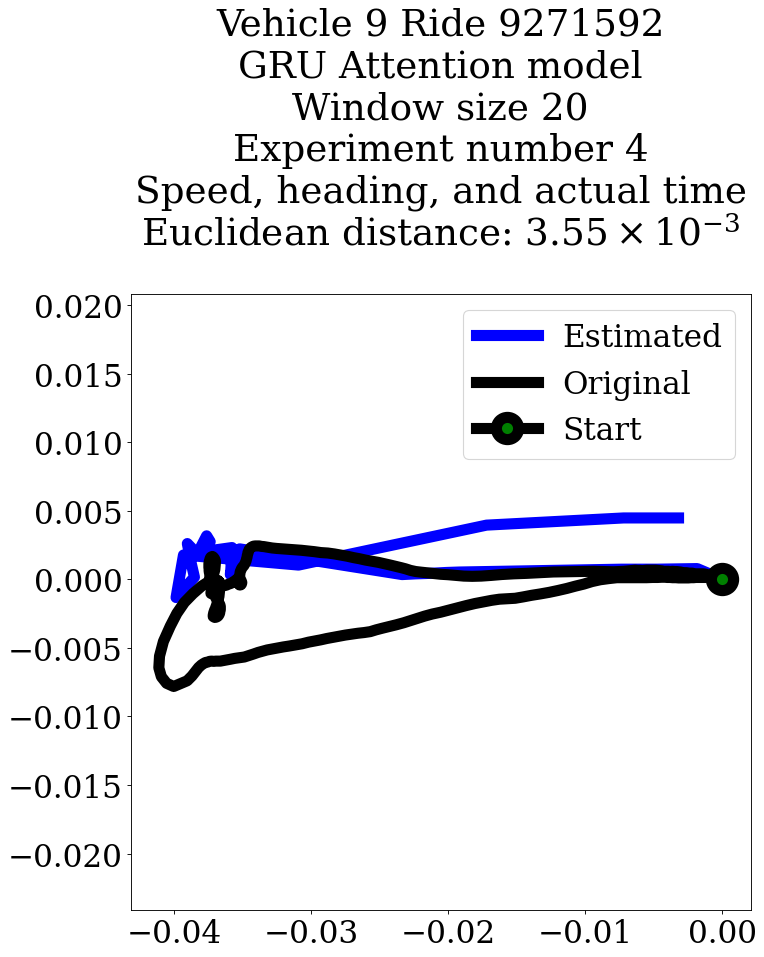 Vehicle 9 Ride 9271592
GRU Attention model
Window size 20
Experiment number 4
Speed, heading, and actual time
Euclidean distance: 3.55 × 10⁻³
Estimated
Original
Start
0.020
0.015
0.010
0.005
0.000
−0.005
−0.010
−0.015
−0.020
−0.04 −0.03 −0.02 −0.01 0.00